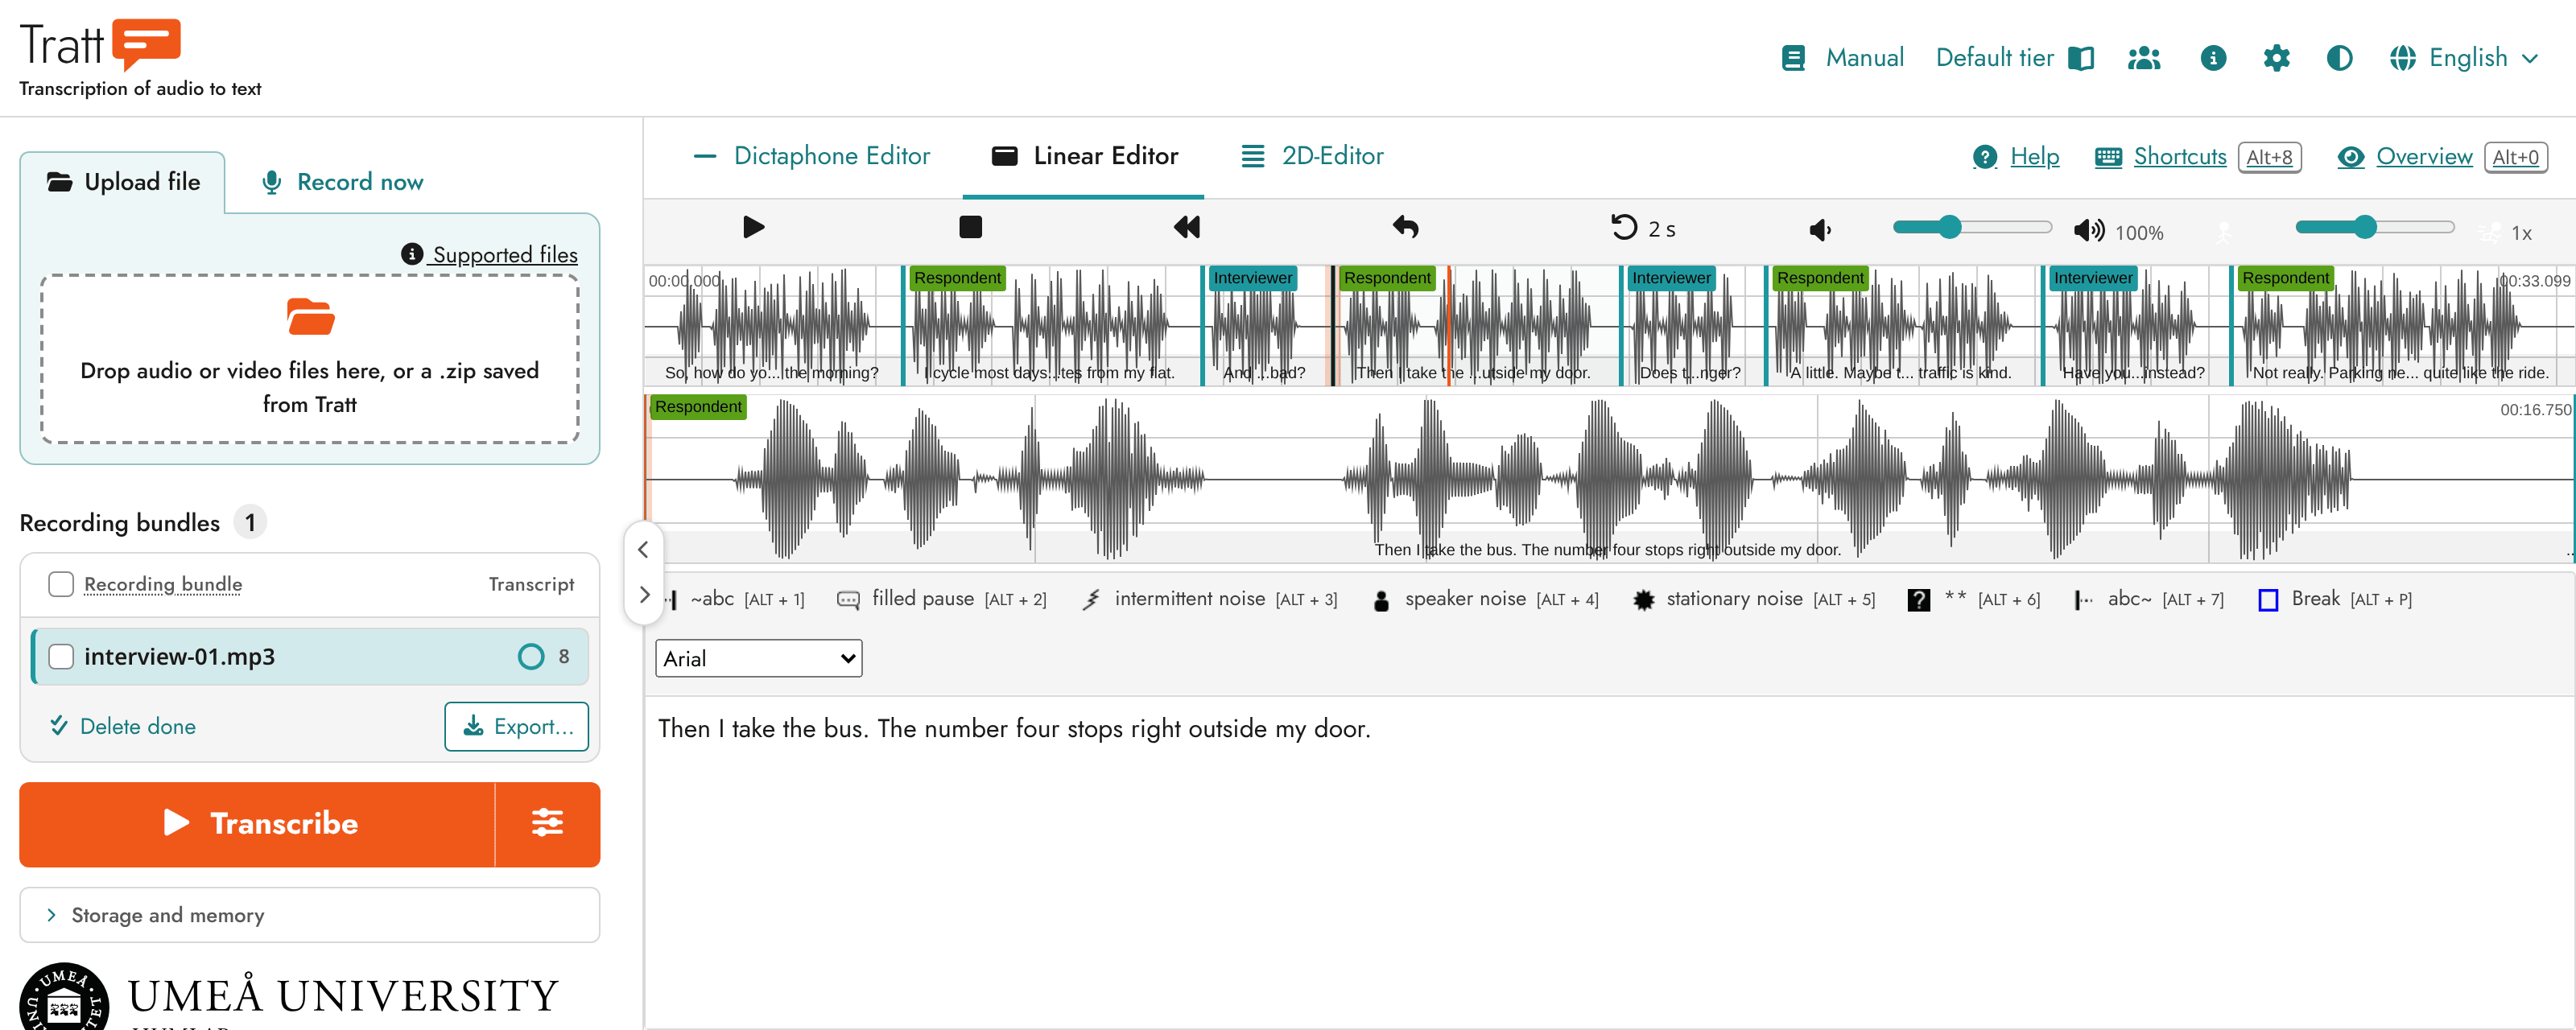 Tratt
Transcription of audio to text
Manual
Default tier
English
Upload file
Record now
Supported files
Drop audio or video files here, or a .zip saved
from Tratt
Recording bundles 1
Recording bundle Transcript
interview-01.mp3 8
Delete done
Export...
Transcribe
Storage and memory
UMEÅ UNIVERSITY
Dictaphone Editor
Linear Editor
2D-Editor
Help
Shortcuts Alt+8
Overview Alt+0
2 s
100%
1x
00:00.000
Respondent
Interviewer
Respondent
Interviewer
Respondent
Interviewer
Respondent
00:33.099
So, how do yo... the morning?
I cycle most days...tes from my flat.
And ...bad?
Then I take the ...utside my door.
Does t...nger?
A little. Maybe t... traffic is kind.
Have you...instead?
Not really. Parking ne... quite like the ride.
Respondent
00:16.750
Then I take the bus. The number four stops right outside my door.
..
~abc [ALT + 1]
filled pause [ALT + 2]
intermittent noise [ALT + 3]
speaker noise [ALT + 4]
stationary noise [ALT + 5]
** [ALT + 6]
abc~ [ALT + 7]
Break [ALT + P]
Arial
Then I take the bus. The number four stops right outside my door.